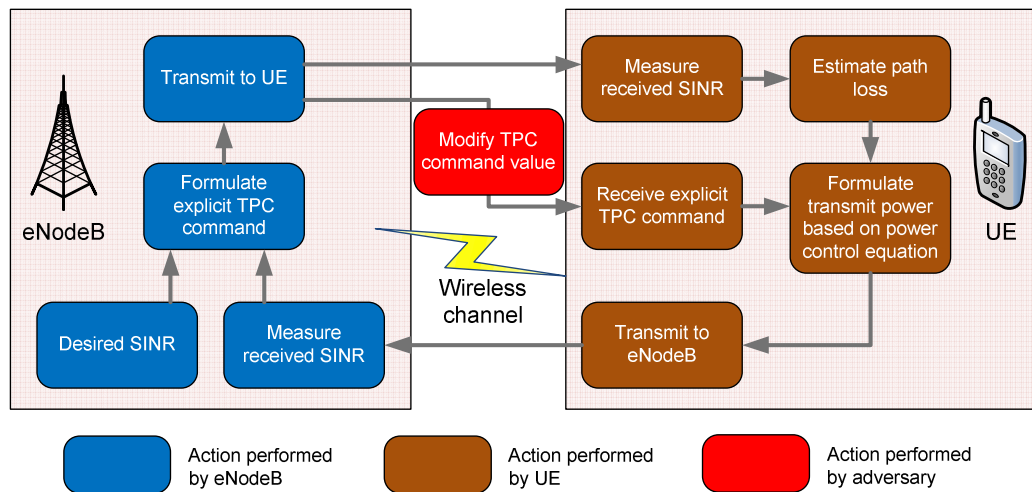 Transmit to UE
Measure
received SINR
Estimate path
loss
Modify TPC
command value
eNodeB
Formulate
explicit TPC
command
Receive explicit
TPC command
Formulate
transmit power
based on power
control equation
UE
Wireless
channel
Desired SINR
Measure
received SINR
Transmit to
eNodeB
Action performed
by eNodeB
Action performed
by UE
Action performed
by adversary